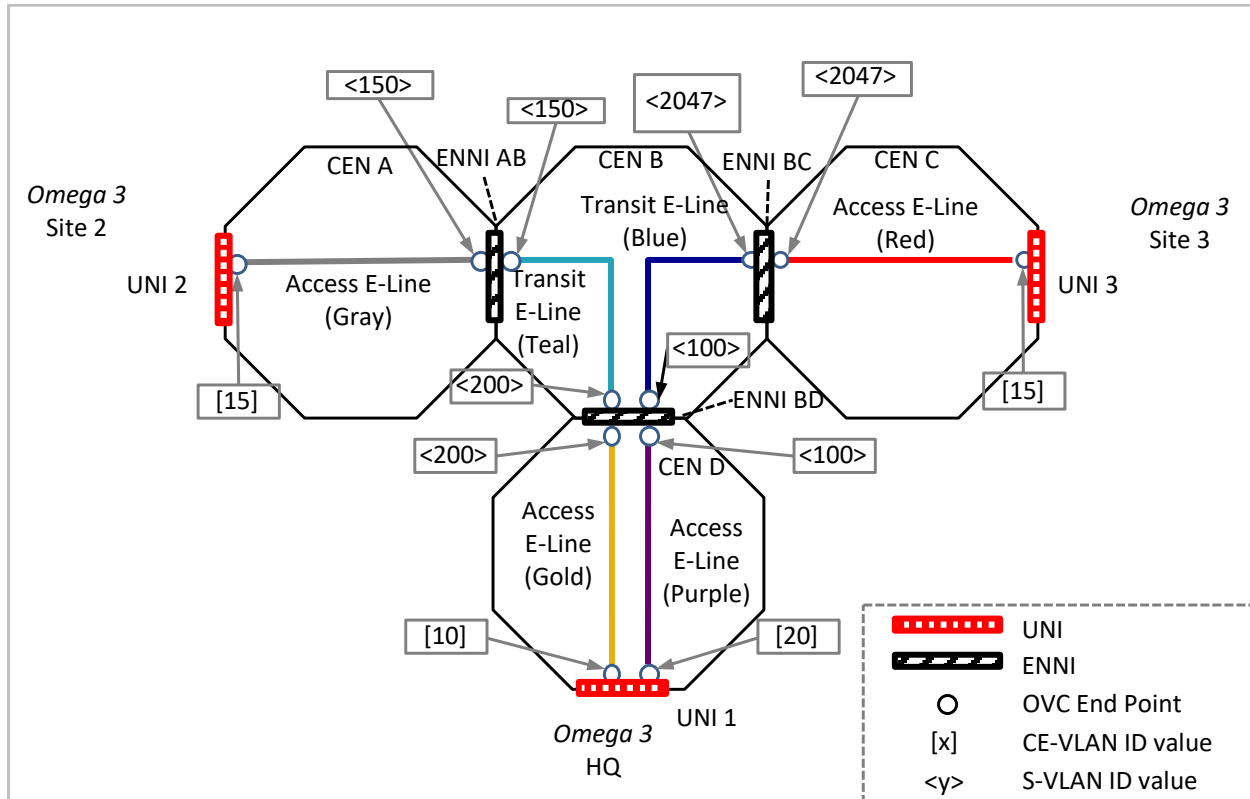 <150>
<150>
<2047>
<2047>
ENNI AB
CEN A
CEN B
ENNI BC
CEN C
Omega 3
Site 2
Transit E-Line
(Blue)
Access E-Line
(Red)
Omega 3
Site 3
UNI 2
Access E-Line
(Gray)
Transit
E-Line
(Teal)
UNI 3
[15]
<200>
<100>
[15]
ENNI BD
<200>
CEN D
<100>
Access
E-Line
(Gold)
Access
E-Line
(Purple)
[10]
[20]
UNI 1
Omega 3
HQ
UNI
ENNI
OVC End Point
[x]
CE-VLAN ID value
<y>
S-VLAN ID value